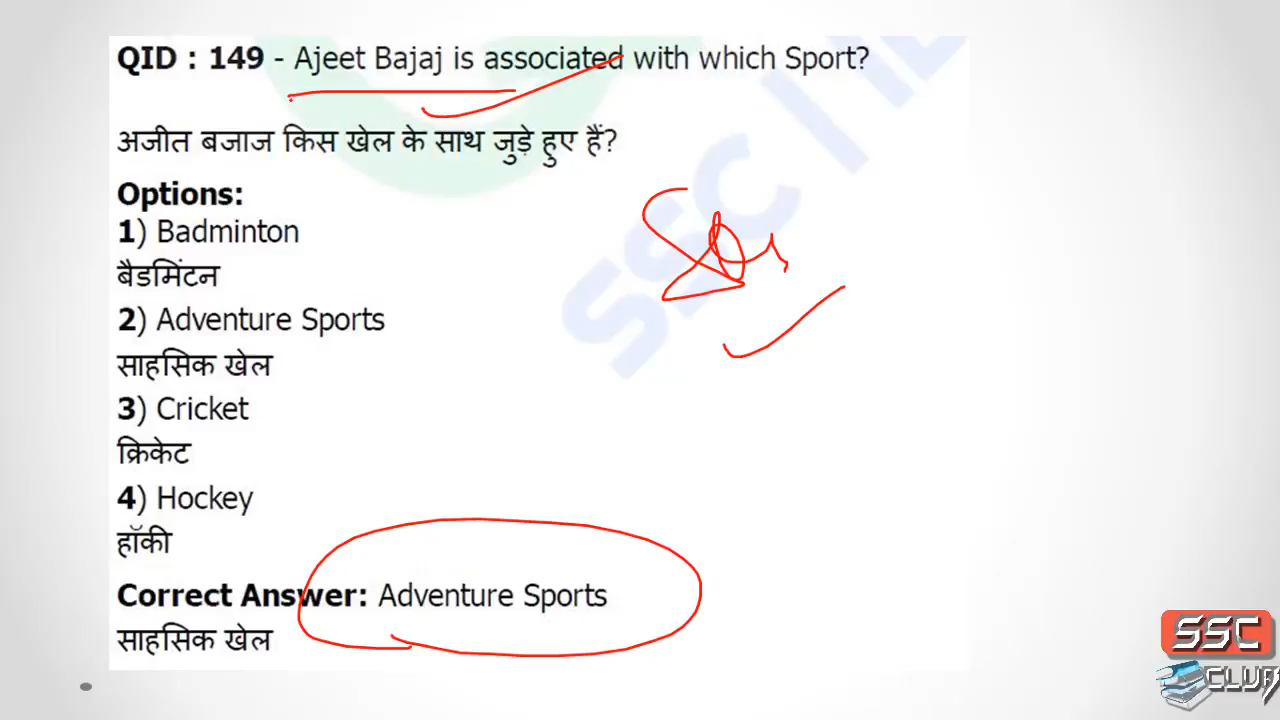 QID : 149 - Ajeet Bajaj is associated with which Sport?
अजीत बजाज किस खेल के साथ जुड़े हुए हैं?
Options:
1) Badminton
बैडमिंटन
2) Adventure Sports
साहसिक खेल
3) Cricket
क्रिकेट
4) Hockey
हॉकी
Correct Answer: Adventure Sports
साहसिक खेल
SSC
SSC
CLUB